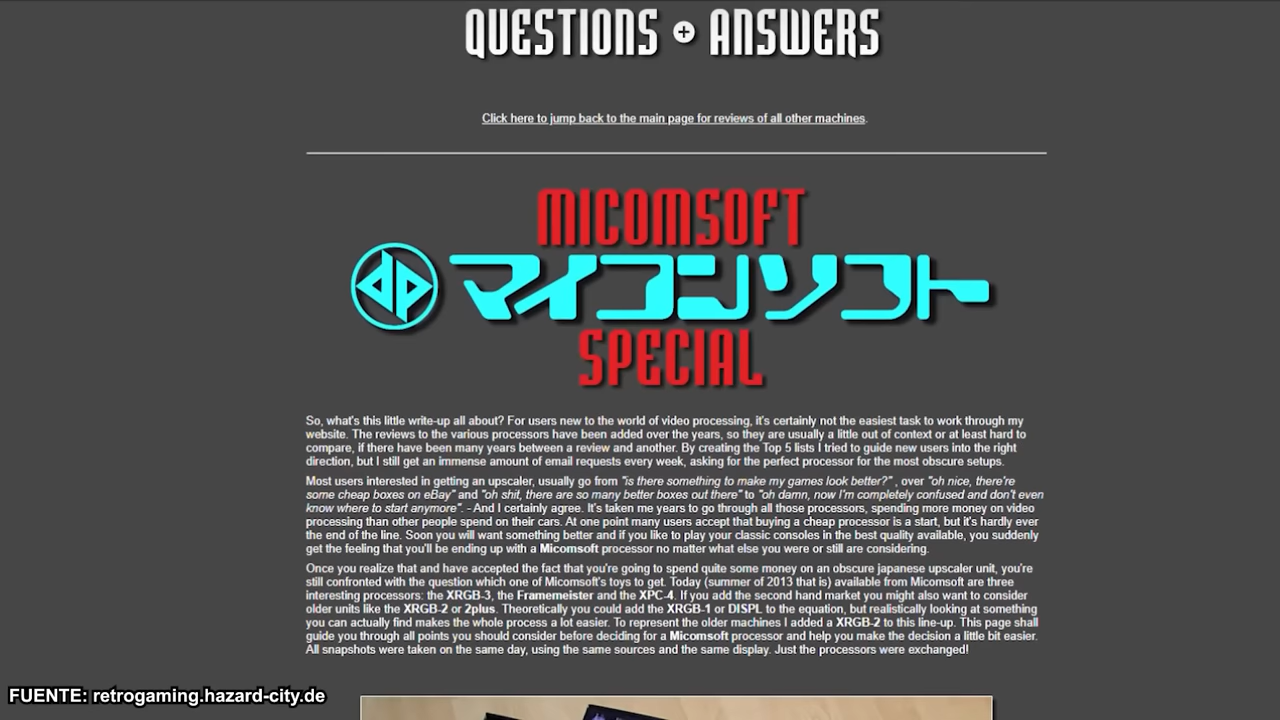 QUESTIONS + ANSWERS
Click here to jump back to the main page for reviews of all other machines.
MICOMSOFT
dp マイコンソフト
SPECIAL
So, what's this little write-up all about? For users new to the world of video processing, it's certainly not the easiest task to work through my
website. The reviews to the various processors have been added over the years, so they are usually a little out of context or at least hard to
compare, if there have been many years between a review and another. By creating the Top 5 lists I tried to guide new users into the right
direction, but I still get an immense amount of email requests every week, asking for the perfect processor for the most obscure setups.
Most users interested in getting an upscaler, usually go from "is there something to make my games look better?" , over "oh nice, there're
some cheap boxes on eBay" and "oh shit, there are so many better boxes out there" to "oh damn, now I'm completely confused and don't even
know where to start anymore". - And I certainly agree. It's taken me years to go through all those processors, spending more money on video
processing than other people spend on their cars. At one point many users accept that buying a cheap processor is a start, but it's hardly ever
the end of the line. Soon you will want something better and if you like to play your classic consoles in the best quality available, you suddenly
get the feeling that you'll be ending up with a Micomsoft processor no matter what else you were or still are considering.
Once you realize that and have accepted the fact that you're going to spend quite some money on an obscure japanese upscaler unit, you're
still confronted with the question which one of Micomsoft's toys to get. Today (summer of 2013 that is) available from Micomsoft are three
interesting processors: the XRGB-3, the Framemeister and the XPC-4. If you add the second hand market you might also want to consider
older units like the XRGB-2 or 2plus. Theoretically you could add the XRGB-1 or DISPL to the equation, but realistically looking at something
you can actually find makes the whole process a lot easier. To represent the older machines I added a XRGB-2 to this line-up. This page shall
guide you through all points you should consider before deciding for a Micomsoft processor and help you make the decision a little bit easier.
All snapshots were taken on the same day, using the same sources and the same display. Just the processors were exchanged!
FUENTE: retrogaming.hazard-city.de